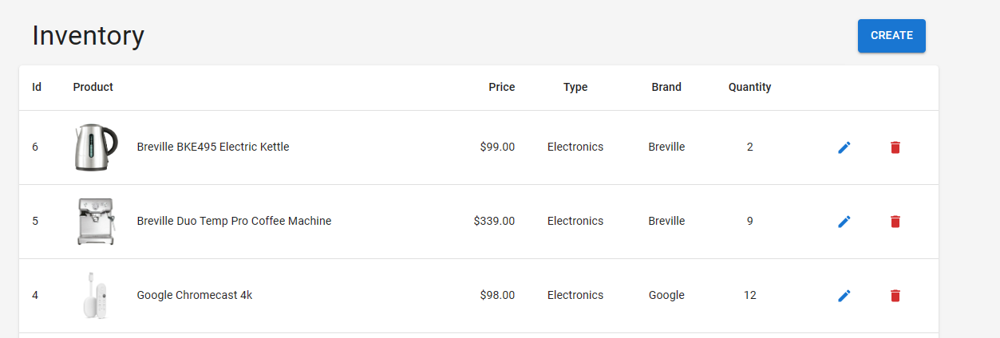 Inventory
CREATE
Id Product Price Type Brand Quantity
6 Breville BKE495 Electric Kettle $99.00 Electronics Breville 2
5 Breville Duo Temp Pro Coffee Machine $339.00 Electronics Breville 9
4 Google Chromecast 4k $98.00 Electronics Google 12